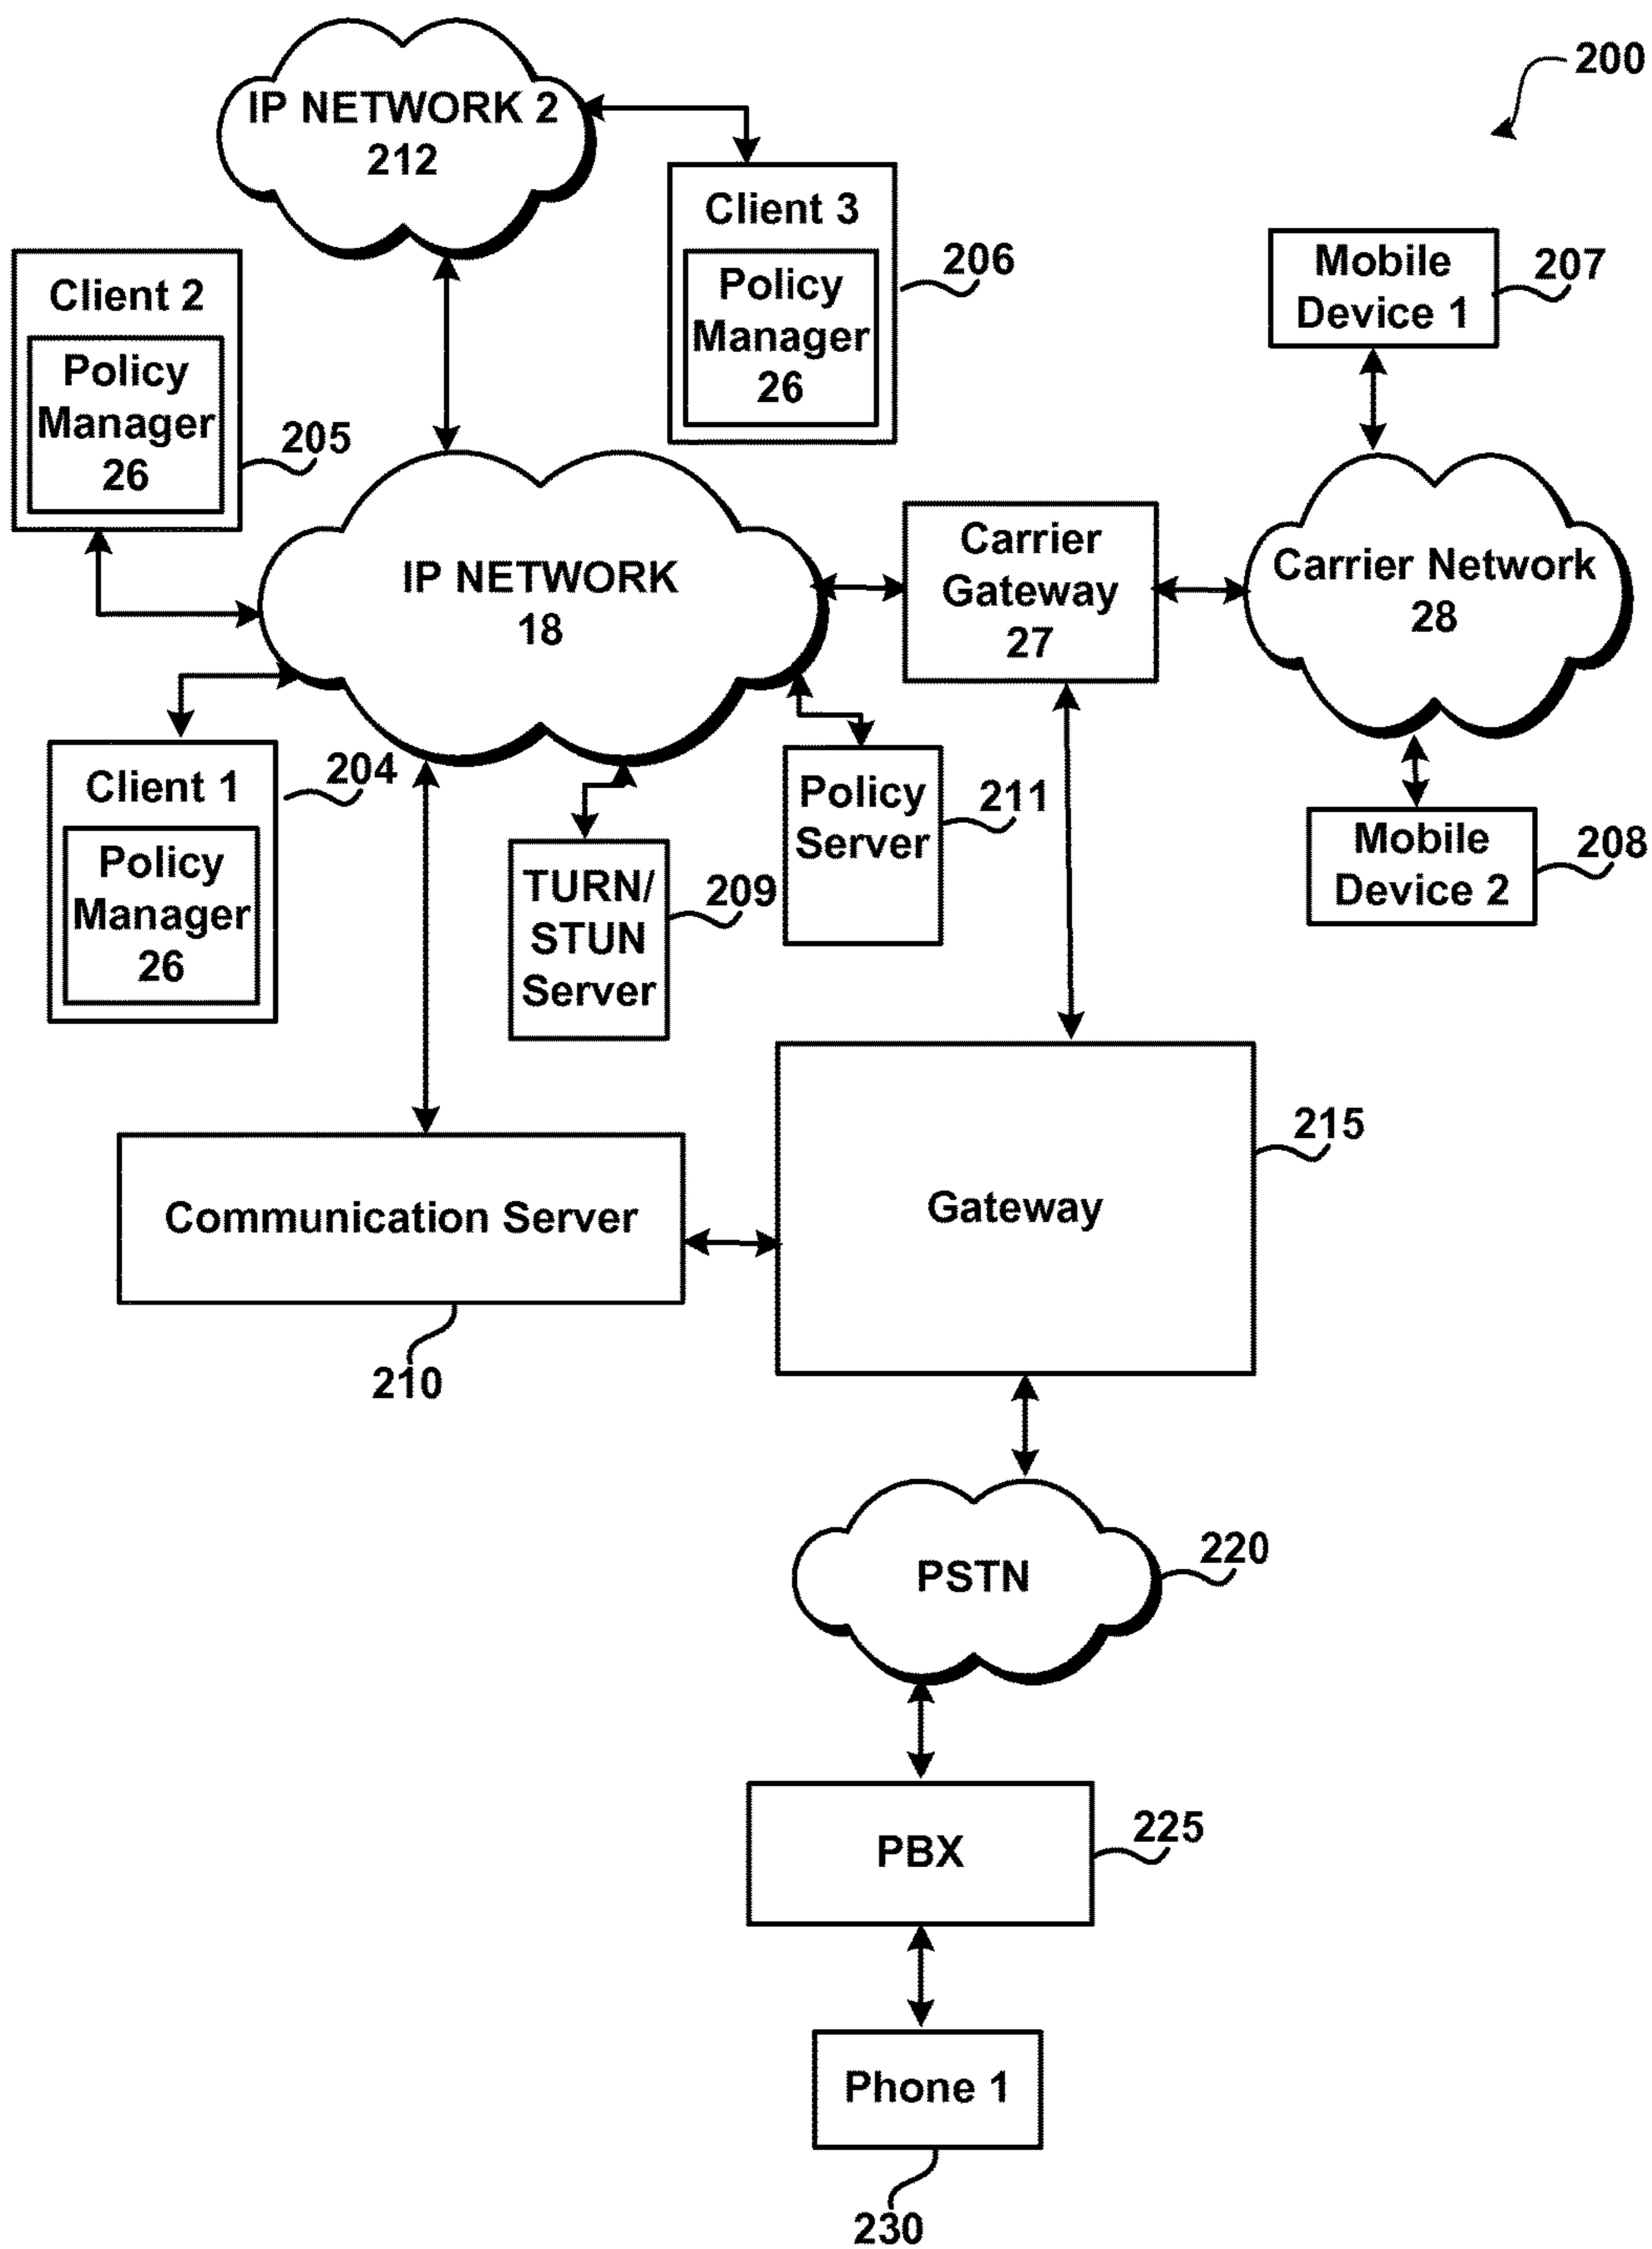 200
IP NETWORK 2
212
Client 3
Policy
Manager
26
206
Mobile
Device 1
207
Client 2
Policy
Manager
26
205
IP NETWORK
18
Carrier
Gateway
27
Carrier Network
28
Client 1
Policy
Manager
26
204
TURN/
STUN
Server
209
Policy
Server
211
Mobile
Device 2
208
Communication Server
210
Gateway
215
PSTN
220
PBX
225
Phone 1
230